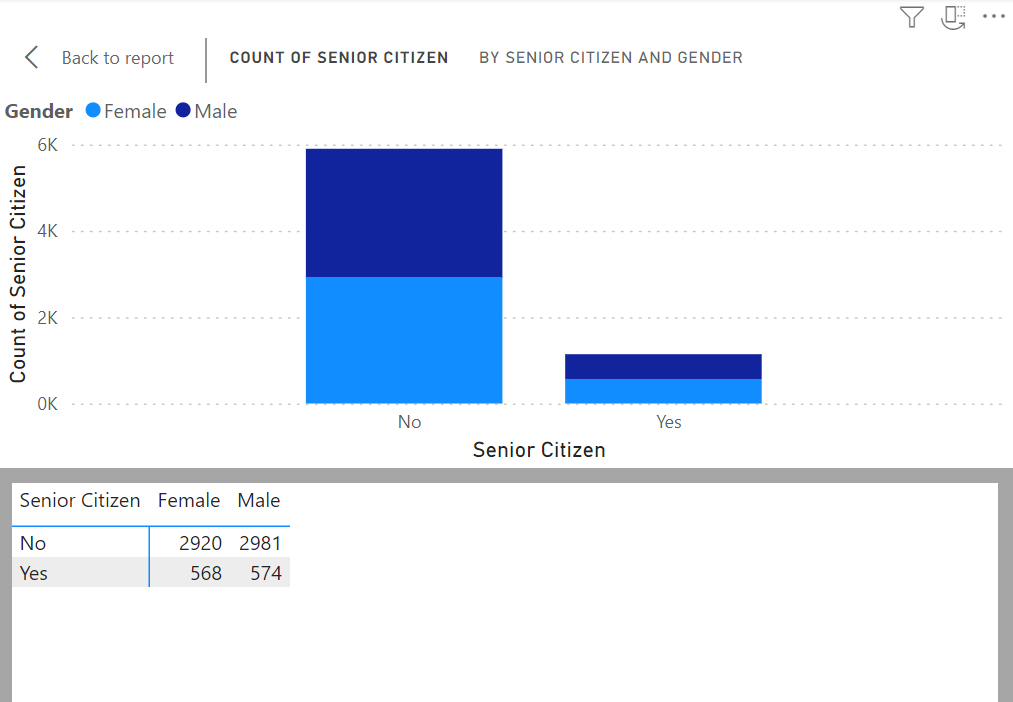 Back to report COUNT OF SENIOR CITIZEN BY SENIOR CITIZEN AND GENDER
Gender Female Male
Count of Senior Citizen
6K
4K
2K
0K
No Yes
Senior Citizen
Senior Citizen Female Male
No 2920 2981
Yes 568 574